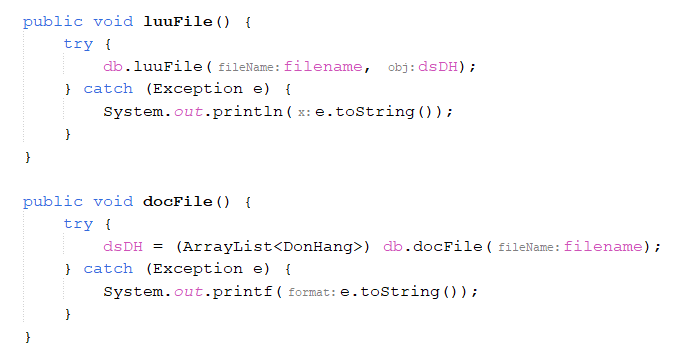 public void luuFile() {
try {
db.luuFile( fileName: filename, obj: dsDH);
} catch (Exception e) {
System.out.println( x: e.toString());
}
}
public void docFile() {
try {
dsDH = (ArrayList<DonHang>) db.docFile( fileName: filename);
} catch (Exception e) {
System.out.printf( format: e.toString());
}
}